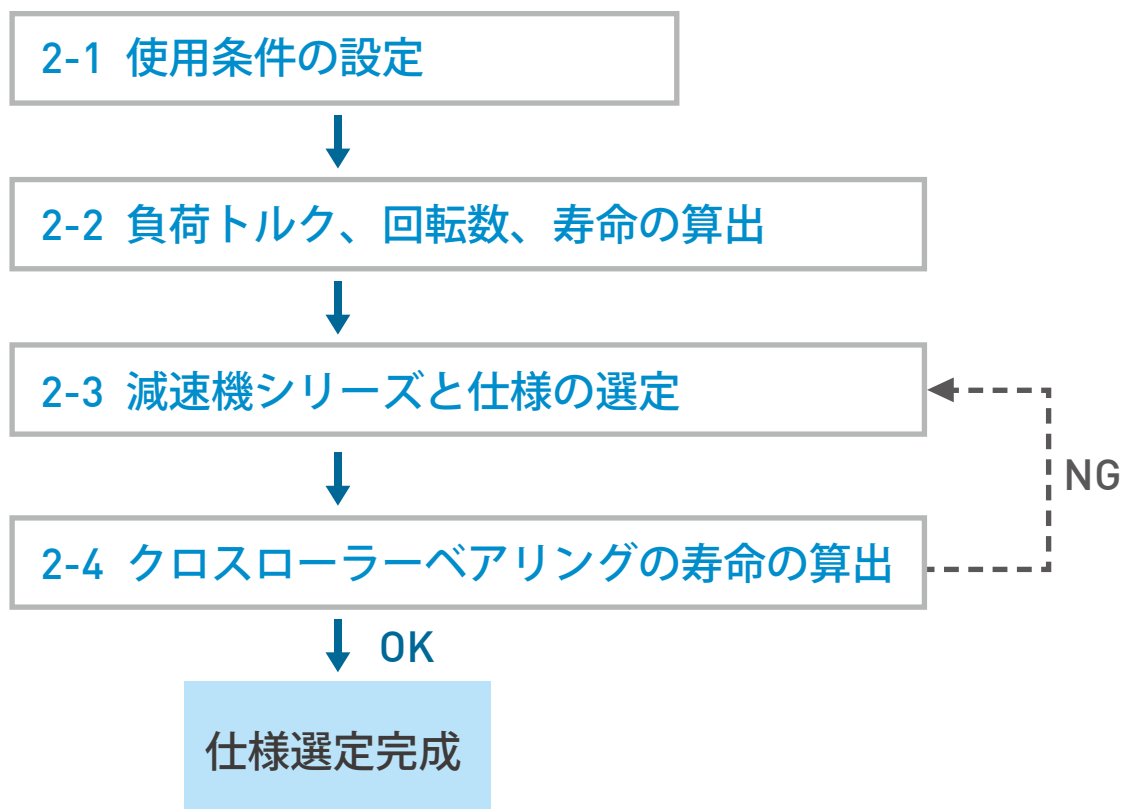 2-1 使用条件の設定
2-2 負荷トルク、回転数、寿命の算出
2-3 減速機シリーズと仕様の選定
NG
2-4 クロスローラーベアリングの寿命の算出
OK
仕様選定完成